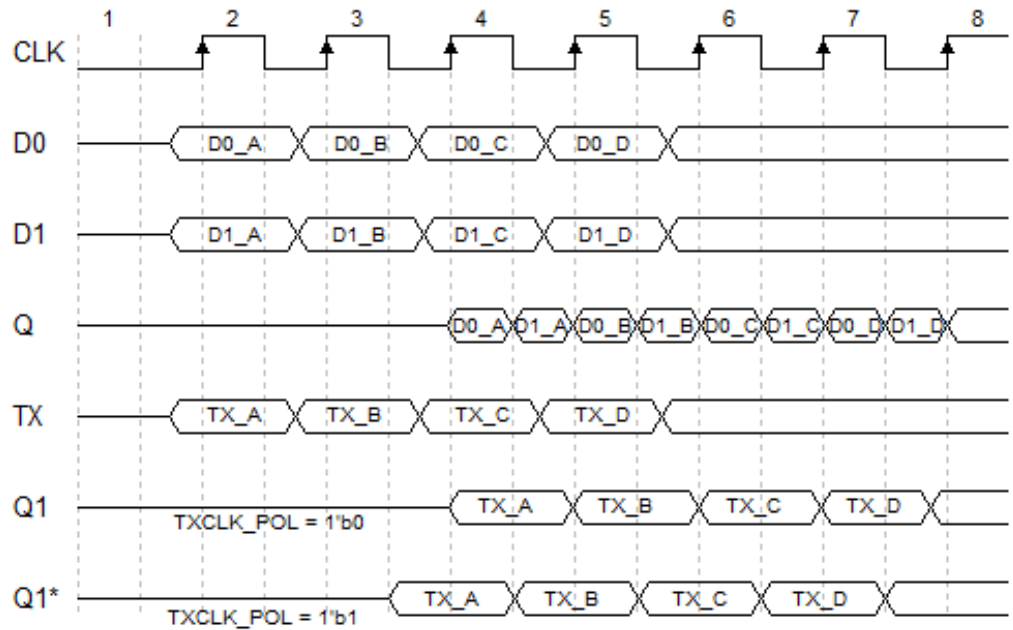 1 2 3 4 5 6 7 8
CLK
D0 D0_A D0_B D0_C D0_D
D1 D1_A D1_B D1_C D1_D
Q D0_A D1_A D0_B D1_B D0_C D1_C D0_D D1_D
TX TX_A TX_B TX_C TX_D
Q1 TX_A TX_B TX_C TX_D
TXCLK_POL = 1'b0
Q1* TX_A TX_B TX_C TX_D
TXCLK_POL = 1'b1